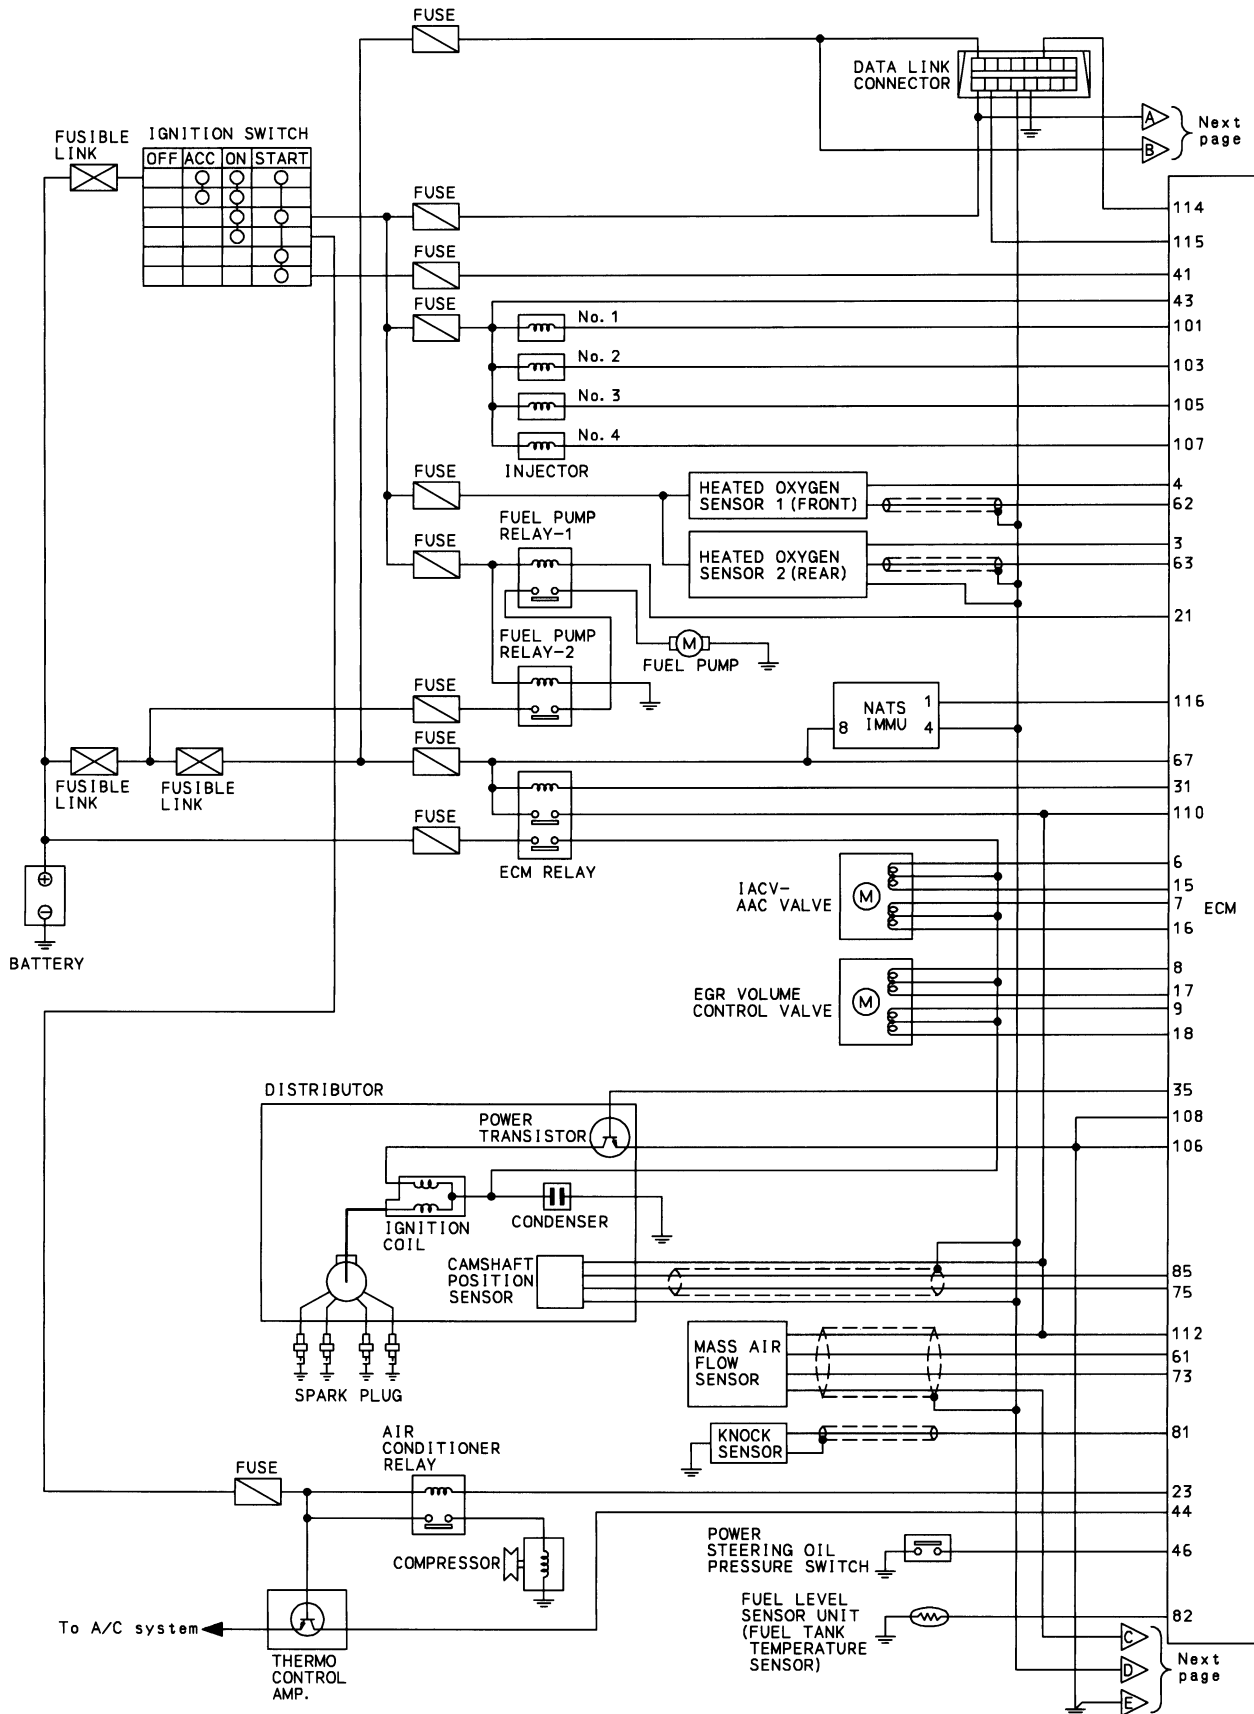 FUSE
DATA LINK
CONNECTOR
FUSIBLE
LINK
IGNITION SWITCH
OFF ACC ON START
A
B
Next
page
FUSE
114
115
FUSE
41
FUSE
43
No. 1
101
No. 2
103
No. 3
105
No. 4
107
INJECTOR
FUSE
HEATED OXYGEN
SENSOR 1 (FRONT)
4
62
FUEL PUMP
RELAY-1
FUSE
HEATED OXYGEN
SENSOR 2 (REAR)
3
63
21
FUEL PUMP
RELAY-2
M
FUEL PUMP
FUSE
NATS
IMMU
1
8
4
116
FUSE
67
FUSIBLE
LINK
FUSIBLE
LINK
31
FUSE
110
ECM RELAY
BATTERY
IACV-
AAC VALVE
M
6
15
7
16
ECM
EGR VOLUME
CONTROL VALVE
M
8
17
9
18
DISTRIBUTOR
35
POWER
TRANSISTOR
108
106
IGNITION
COIL
CONDENSER
CAMSHAFT
POSITION
SENSOR
85
75
SPARK PLUG
MASS AIR
FLOW
SENSOR
112
61
73
KNOCK
SENSOR
81
AIR
CONDITIONER
RELAY
FUSE
23
44
COMPRESSOR
POWER
STEERING OIL
PRESSURE SWITCH
46
FUEL LEVEL
SENSOR UNIT
(FUEL TANK
TEMPERATURE
SENSOR)
82
To A/C system
THERMO
CONTROL
AMP.
C
D
E
Next
page